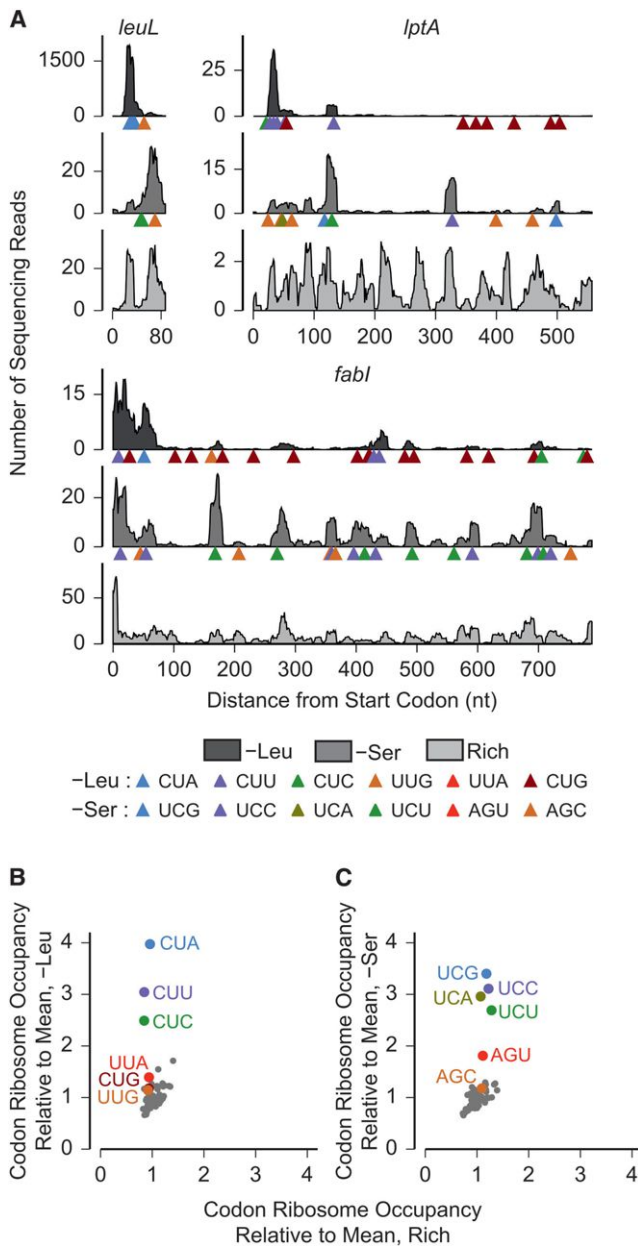 A
leuL
lptA
1500
0
25
0
20
0
15
0
30
0
2
0
0 80
0 100 200 300 400 500
Number of Sequencing Reads
fabI
15
0
20
0
50
0
0 100 200 300 400 500 600 700
Distance from Start Codon (nt)
–Leu –Ser Rich
–Leu : CUA CUU CUC UUG UUA CUG
–Ser : UCG UCC UCA UCU AGU AGC
B
Codon Ribosome Occupancy
Relative to Mean, –Leu
4
3
2
1
0
CUA
CUU
CUC
UUA
CUG
UUG
0 1 2 3 4
C
Codon Ribosome Occupancy
Relative to Mean, –Ser
4
3
2
1
0
UCG
UCC
UCA
UCU
AGU
AGC
0 1 2 3 4
Codon Ribosome Occupancy
Relative to Mean, Rich